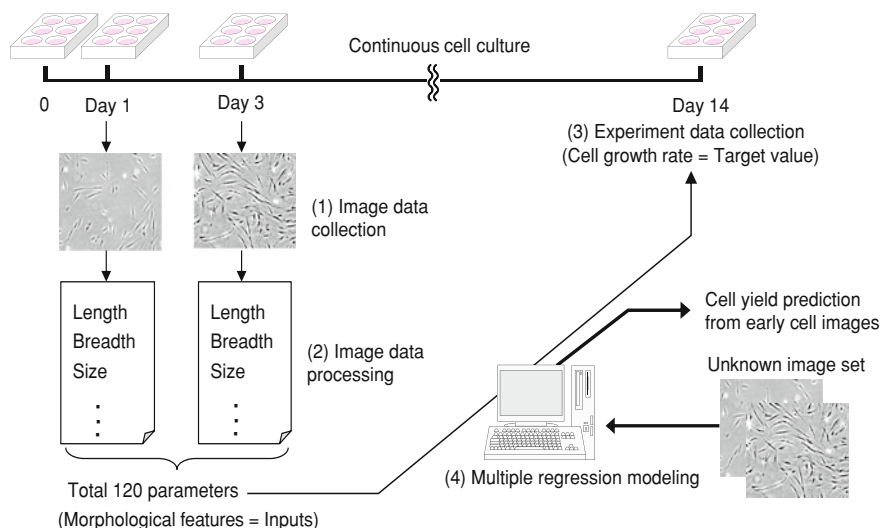 Continuous cell culture
0
Day 1
Day 3
Day 14
(1) Image data
collection
(3) Experiment data collection
(Cell growth rate = Target value)
Length
Breadth
Size
Length
Breadth
Size
(2) Image data
processing
Cell yield prediction
from early cell images
Unknown image set
(4) Multiple regression modeling
Total 120 parameters
(Morphological features = Inputs)